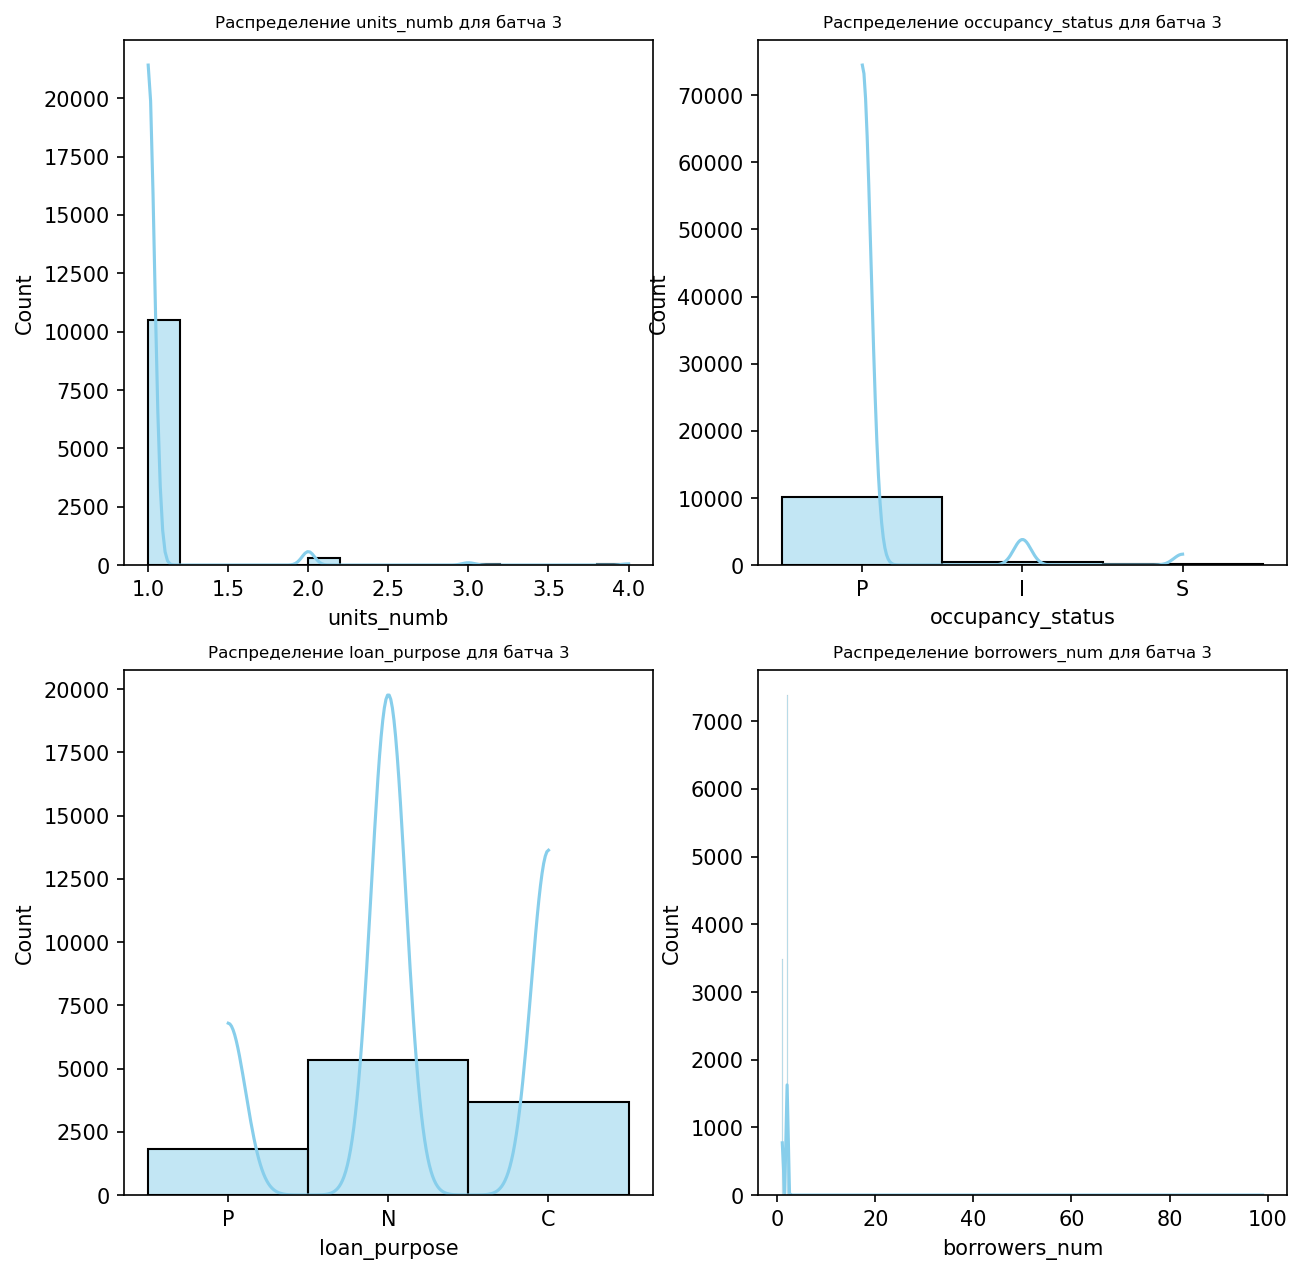 Распределение units_numb для батча 3
Count
20000
17500
15000
12500
10000
7500
5000
2500
0
1.0 1.5 2.0 2.5 3.0 3.5 4.0
units_numb
Распределение occupancy_status для батча 3
Count
70000
60000
50000
40000
30000
20000
10000
0
P I S
occupancy_status
Распределение loan_purpose для батча 3
Count
20000
17500
15000
12500
10000
7500
5000
2500
0
P N C
loan_purpose
Распределение borrowers_num для батча 3
Count
7000
6000
5000
4000
3000
2000
1000
0
0 20 40 60 80 100
borrowers_num